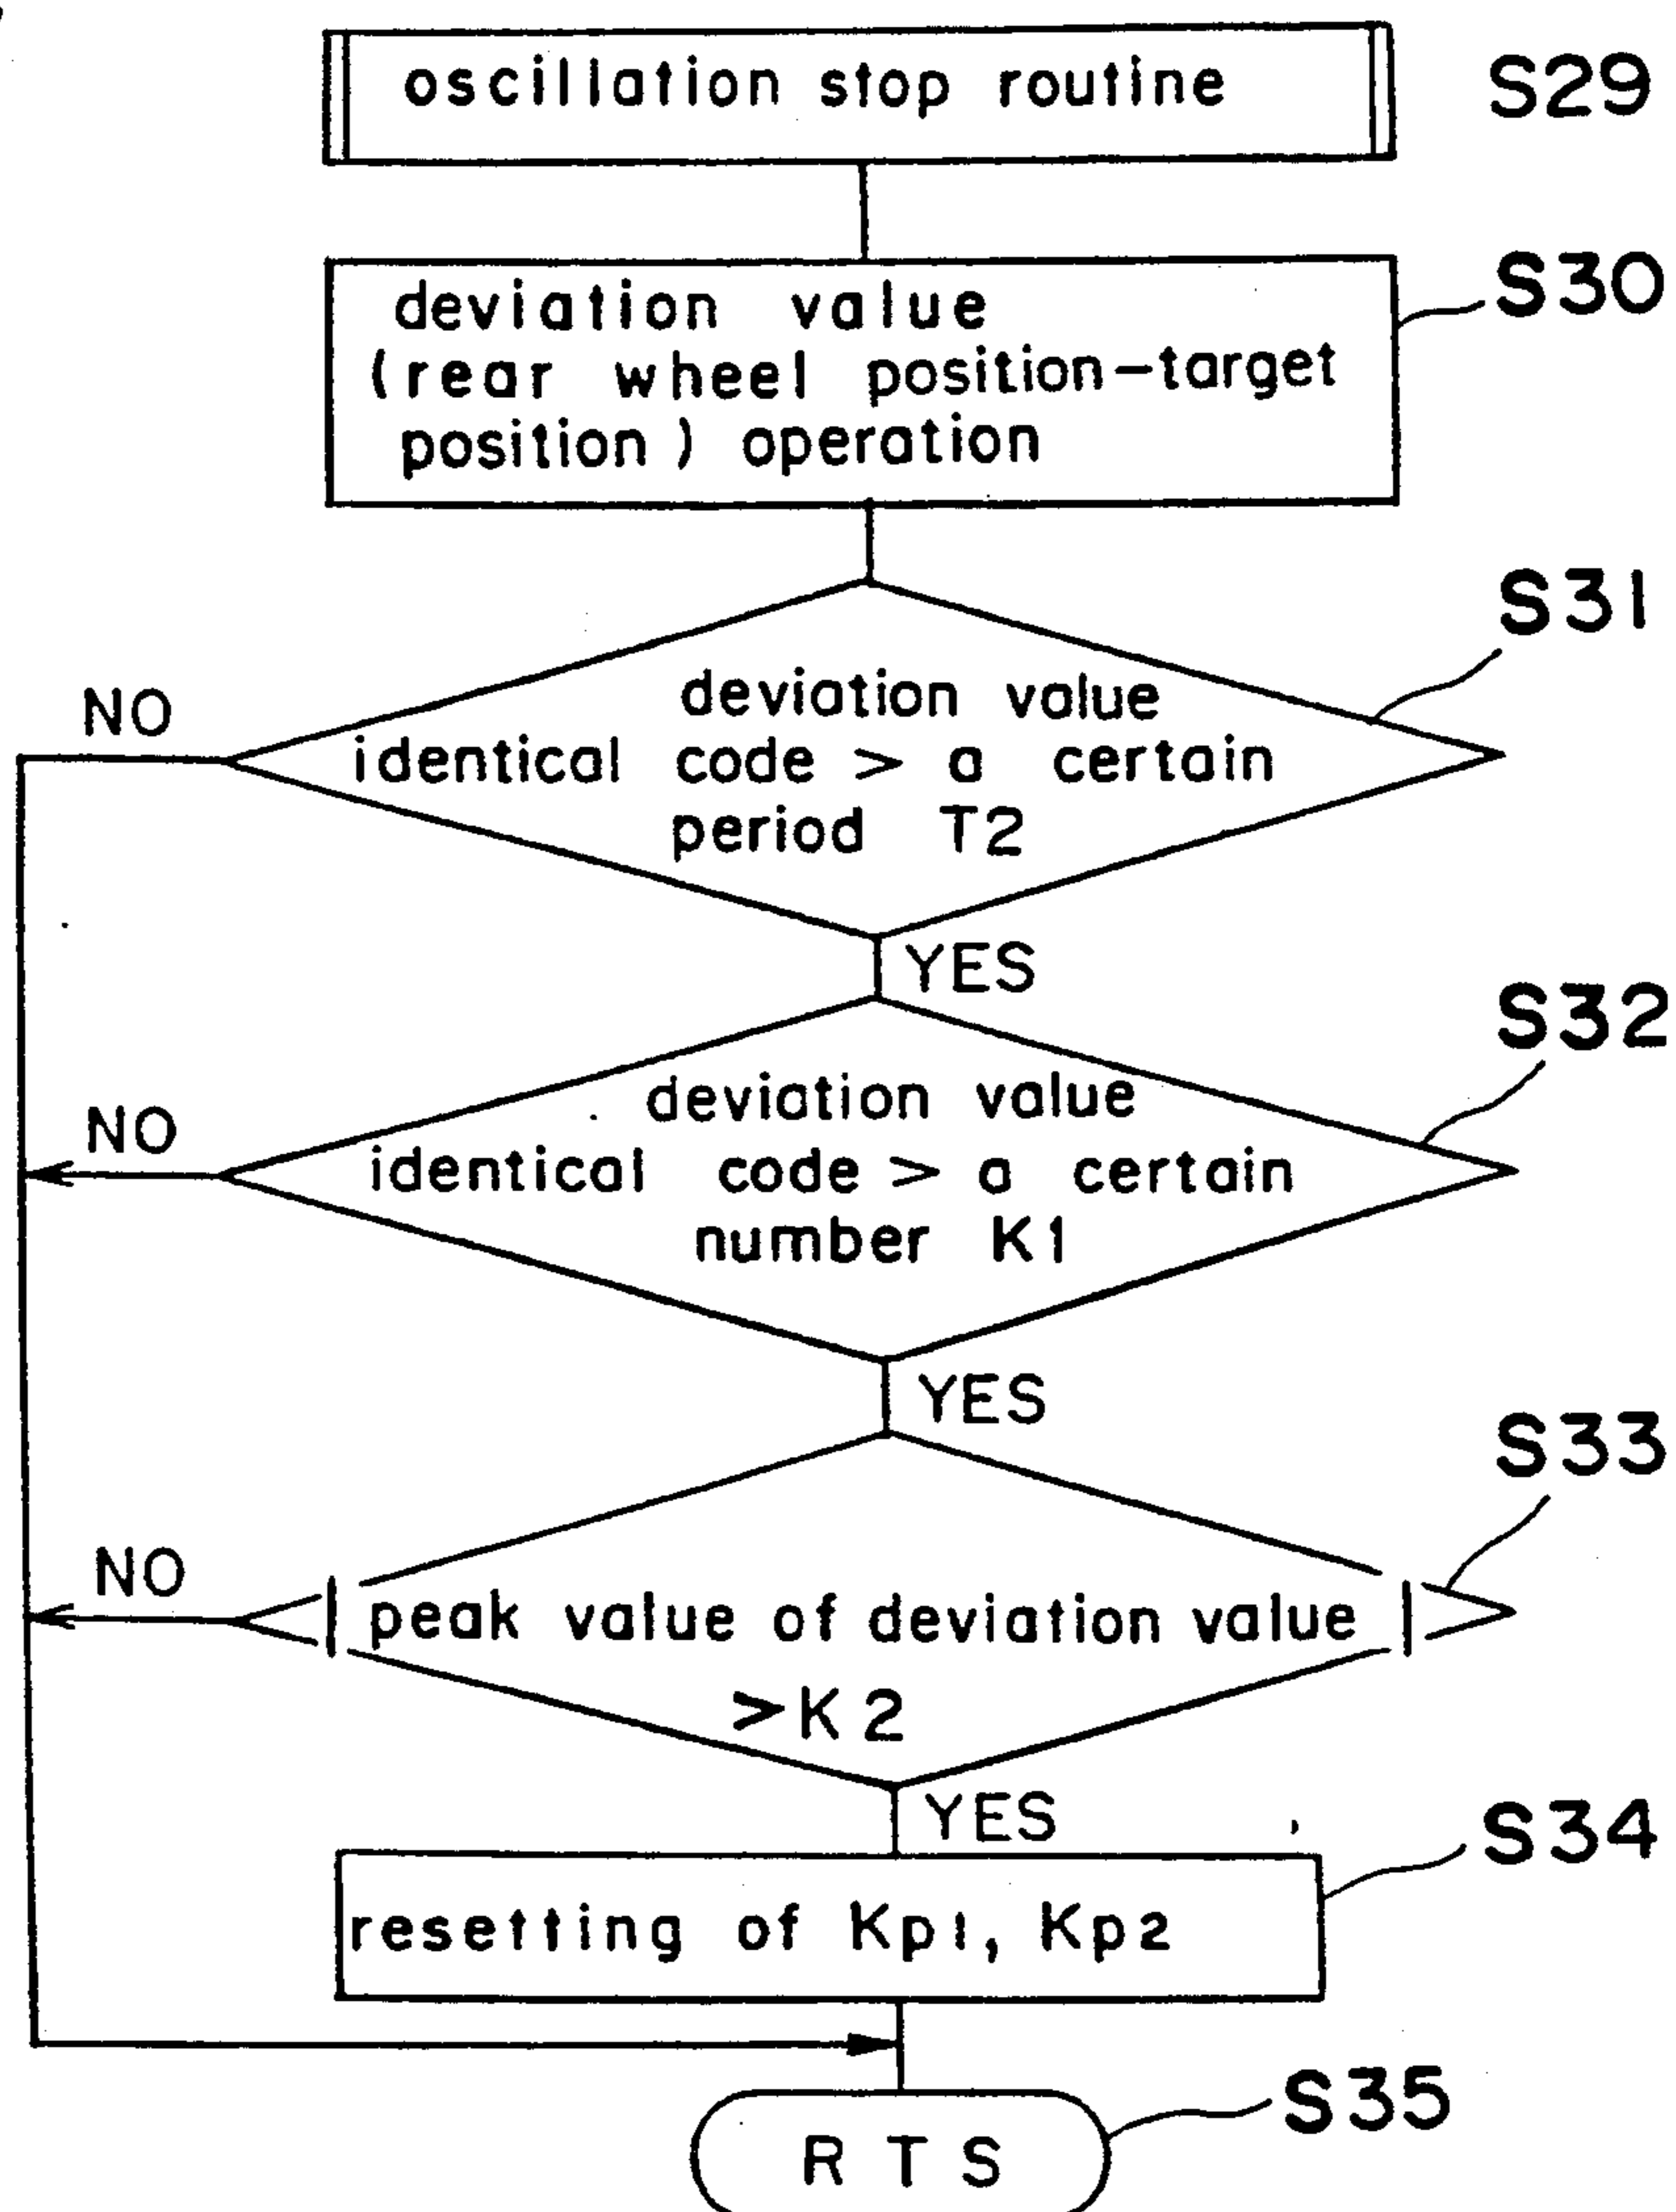 oscillation stop routine
S29
deviation value
(rear wheel position-target
position) operation
S30
S31
deviation value
identical code > a certain
period T2
NO
YES
S32
deviation value
identical code > a certain
number K1
NO
YES
S33
| peak value of deviation value |
>K2
NO
YES
S34
resetting of Kp1, Kp2
S35
RTS